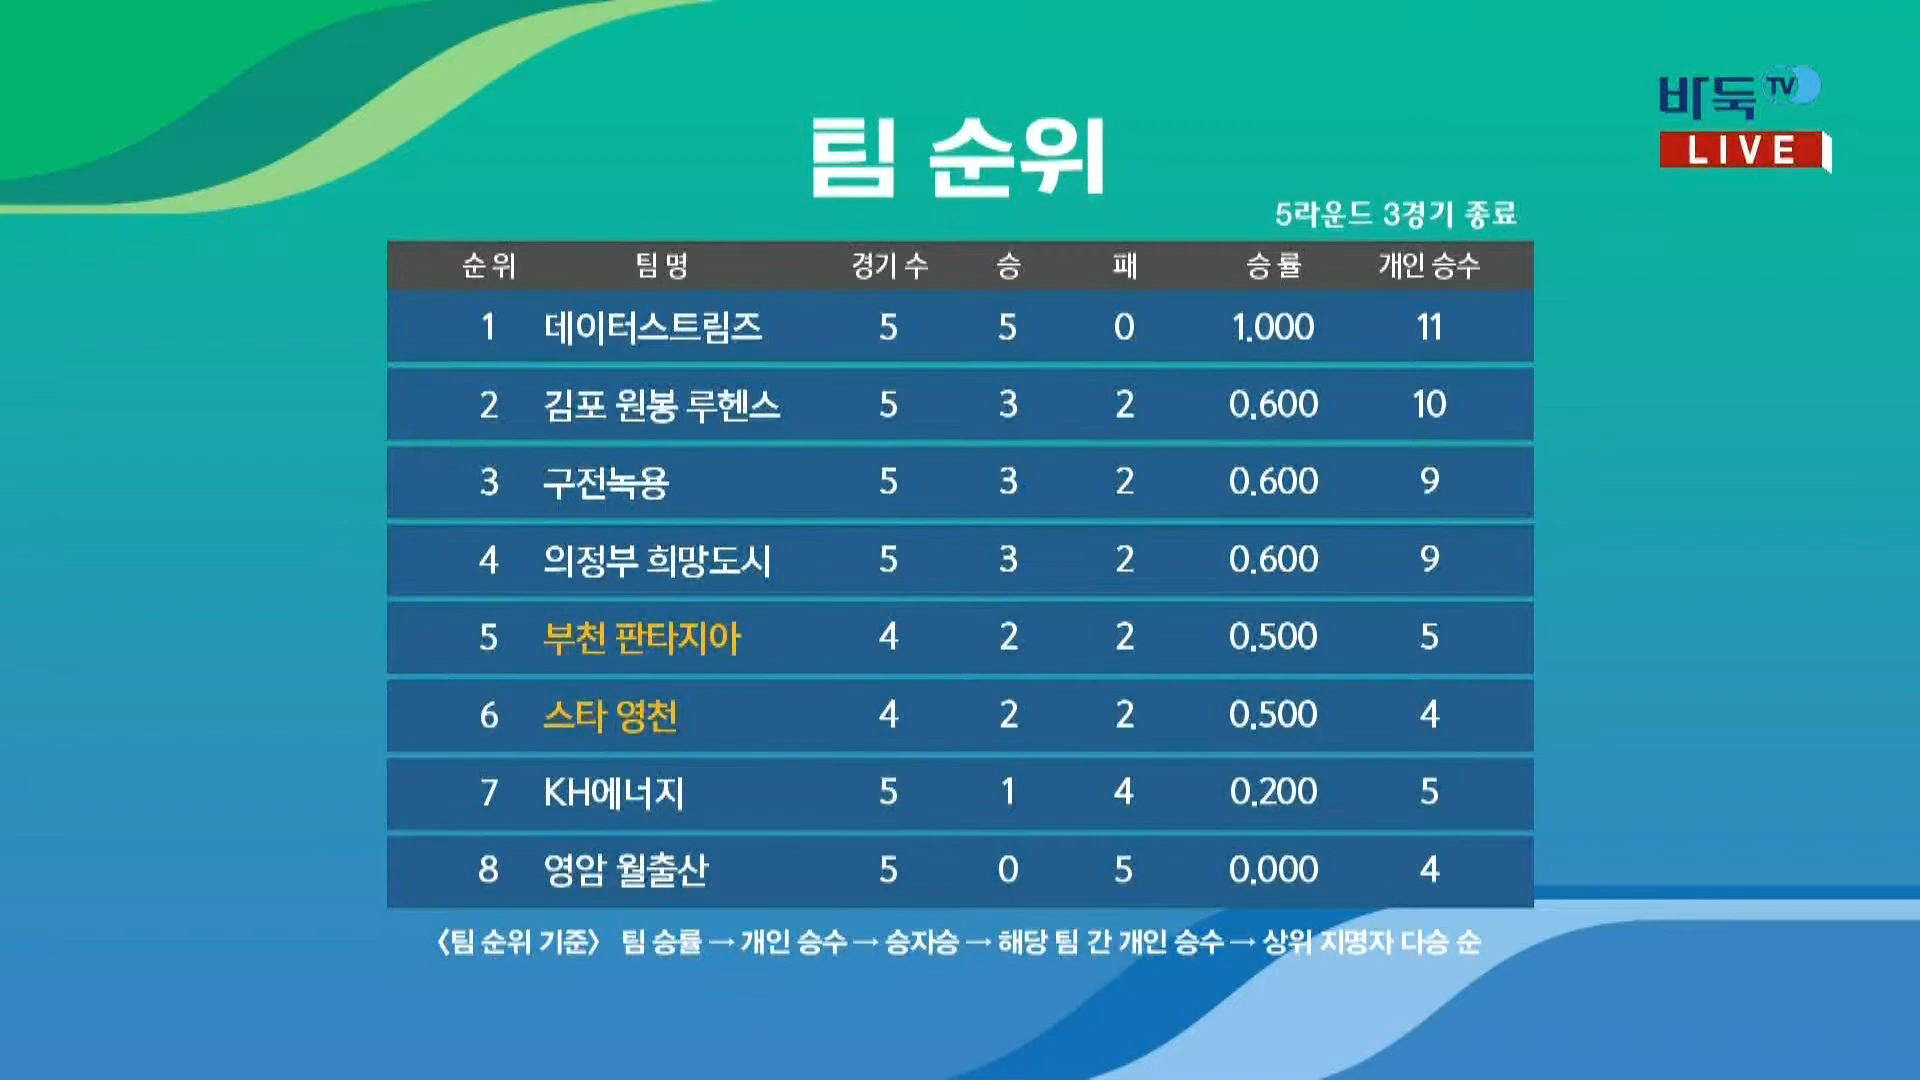 바둑TV
LIVE
팀 순위
5라운드 3경기 종료
순위 팀명 경기 수 승 패 승률 개인 승수
1 데이터스트림즈 5 5 0 1.000 11
2 김포 원봉 루헨스 5 3 2 0.600 10
3 구전녹용 5 3 2 0.600 9
4 의정부 희망도시 5 3 2 0.600 9
5 부천 판타지아 4 2 2 0.500 5
6 스타 영천 4 2 2 0.500 4
7 KH에너지 5 1 4 0.200 5
8 영암 월출산 5 0 5 0.000 4
〈팀 순위 기준〉 팀 승률 → 개인 승수 → 승자승 → 해당 팀 간 개인 승수 → 상위 지명자 다승 순